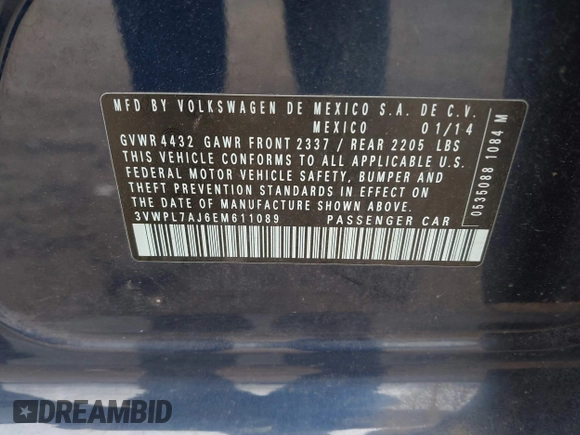 MFD BY VOLKSWAGEN DE MEXICO S.A. DE C.V.
MEXICO 01/14
GVWR 4432 GAWR FRONT 2337 / REAR 2205 LBS
THIS VEHICLE CONFORMS TO ALL APPLICABLE U.S.
FEDERAL MOTOR VEHICLE SAFETY, BUMPER AND
THEFT PREVENTION STANDARDS IN EFFECT ON
THE DATE OF MANUFACTURE SHOWN ABOVE.
3VWPL7AJ6EM611089 PASSENGER CAR
0535088 1084 M
DREAMBID